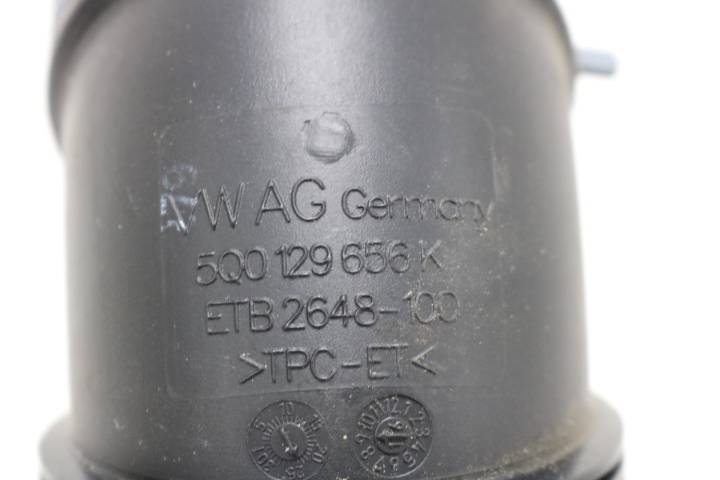 VW AG Germany
5Q0 129 656 K
ETB 2648-100
>TPC-ET<